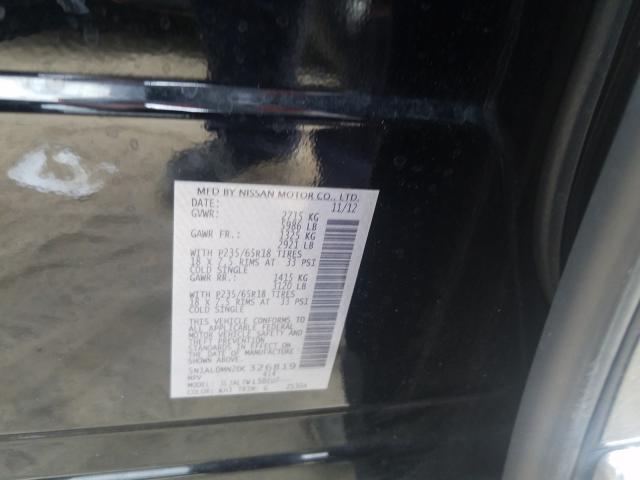 MFD BY NISSAN MOTOR CO., LTD.
DATE: 11/12
GVWR: 2715 KG
5986 LB
GAWR FR.: 1325 KG
2921 LB
WITH P235/65R18 TIRES
18 X 7.5 RIMS AT 33 PSI
COLD SINGLE
GAWR RR.: 1415 KG
3120 LB
WITH P235/65R18 TIRES
18 X 7.5 RIMS AT 33 PSI
COLD SINGLE
THIS VEHICLE CONFORMS TO
ALL APPLICABLE FEDERAL
MOTOR VEHICLE SAFETY AND
THEFT PREVENTION
STANDARDS IN EFFECT ON
THE DATE OF MANUFACTURE
SHOWN ABOVE.
326819
MPV
MODEL:
COLOR: KH3 TRIM: G